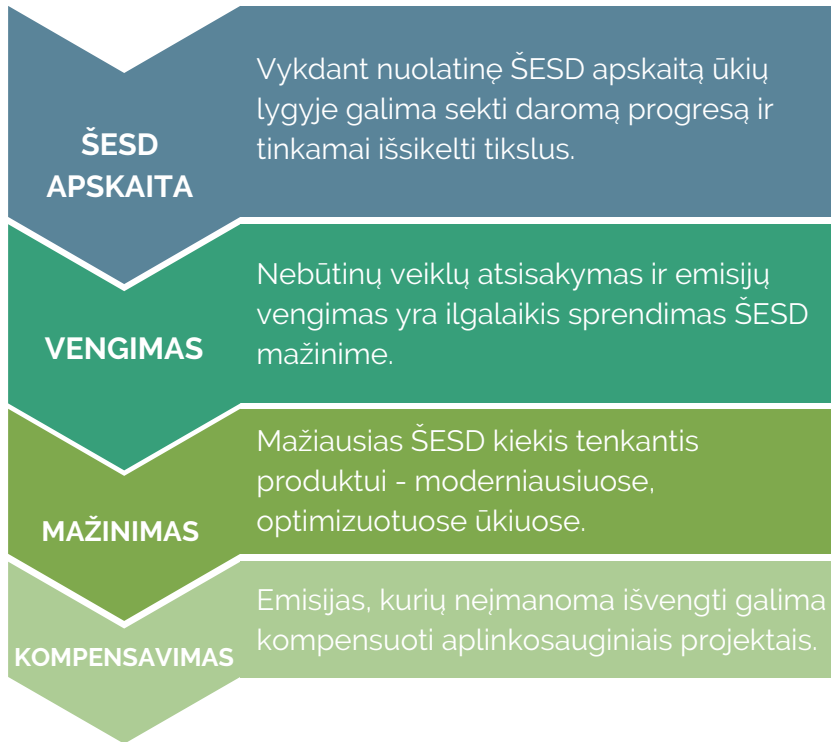 ŠESD
APSKAITA
Vykdant nuolatinę ŠESD apskaitą ūkių
lygyje galima sekti daromą progresą ir
tinkamai išsikelti tikslus.
VENGIMAS
Nebūtinų veiklų atsisakymas ir emisijų
vengimas yra ilgalaikis sprendimas ŠESD
mažinime.
MAŽINIMAS
Mažiausias ŠESD kiekis tenkantis
produktui - moderniausiuose,
optimizuotuose ūkiuose.
KOMPENSAVIMAS
Emisijas, kurių neįmanoma išvengti galima
kompensuoti aplinkosauginiais projektais.